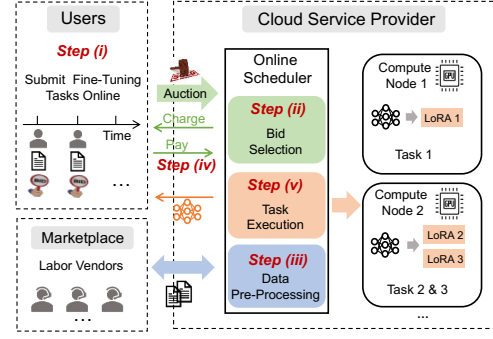 Users
Step (i)
Submit Fine-Tuning
Tasks Online
Time
...
Marketplace
Labor Vendors
...
Cloud Service Provider
Auction
Charge
Pay
Step (iv)
Online
Scheduler
Step (ii)
Bid
Selection
Step (v)
Task
Execution
Step (iii)
Data
Pre-Processing
Compute
Node 1
GPU
LoRA 1
Task 1
Compute
Node 2
GPU
LoRA 2
LoRA 3
Task 2 & 3
...